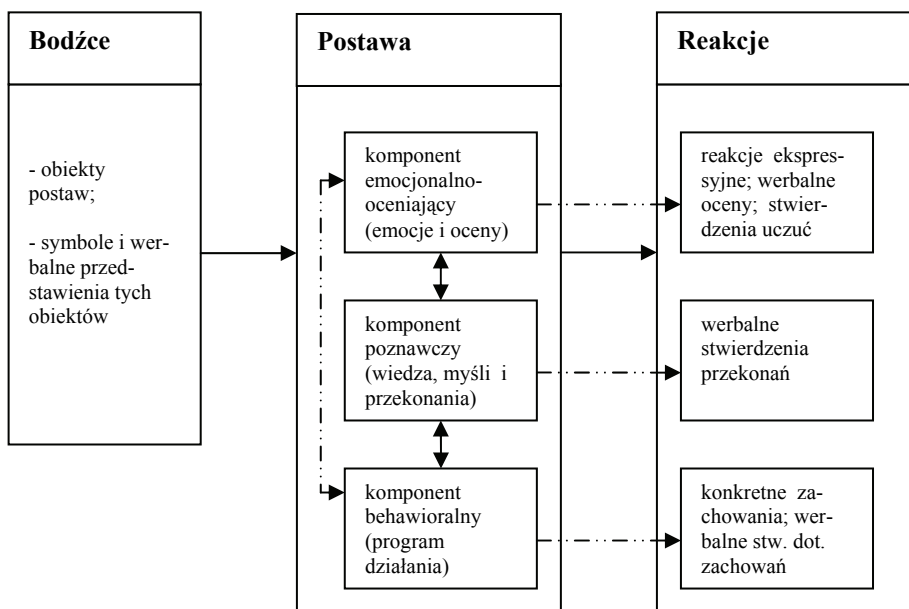 Bodźce
- obiekty
postaw;
- symbole i wer-
balne przed-
stawienia tych
obiektów
Postawa
komponent
emocjonalno-
oceniający
(emocje i oceny)
komponent
poznawczy
(wiedza, myśli i
przekonania)
komponent
behawioralny
(program
działania)
Reakcje
reakcje ekspres-
syjne; werbalne
oceny; stwier-
dzenia uczuć
werbalne
stwierdzenia
przekonań
konkretne za-
chowania; wer-
balne stw. dot.
zachowań